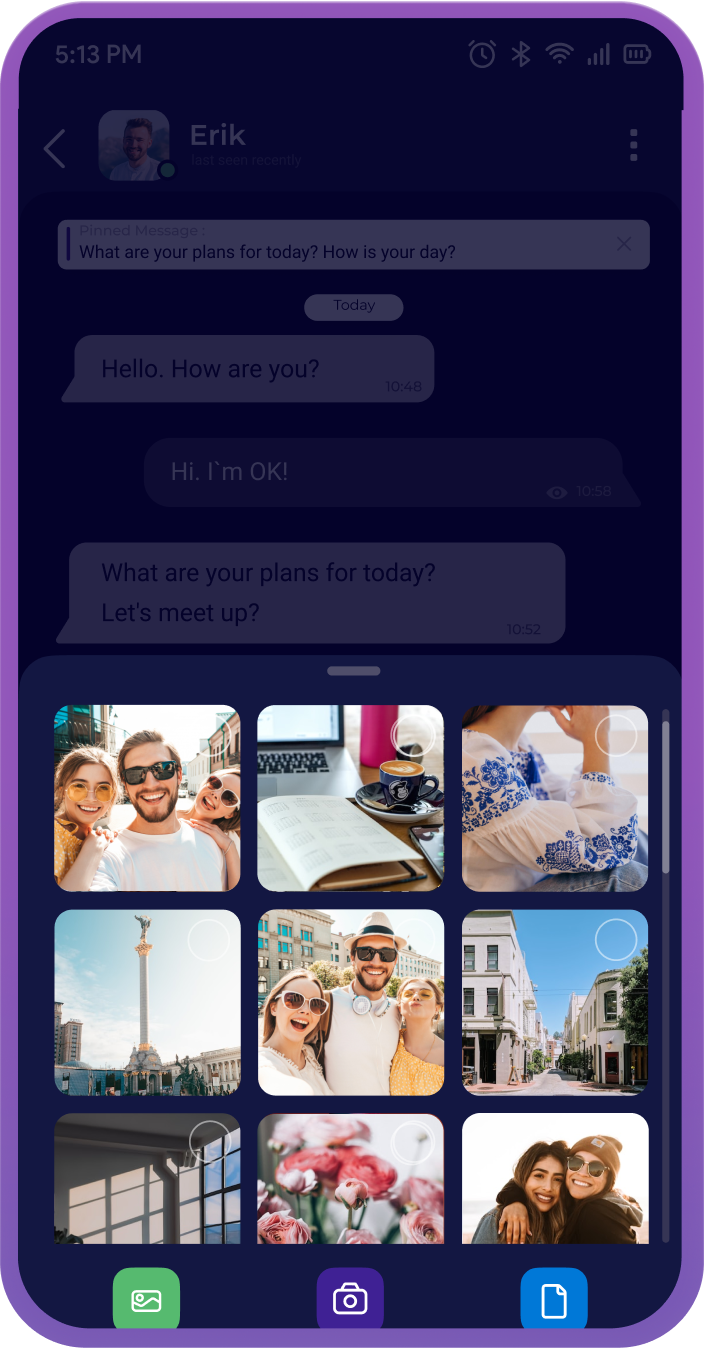 5:13 PM
Erik
last seen recently
Pinned Message :
What are your plans for today? How is your day?
Today
Hello. How are you?
10:48
Hi. I`m OK!
10:58
What are your plans for today?
Let's meet up?
10:52